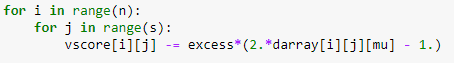 for i in range(n):
    for j in range(s):
        vscore[i][j] -= excess*(2.*darray[i][j][mu] - 1.)